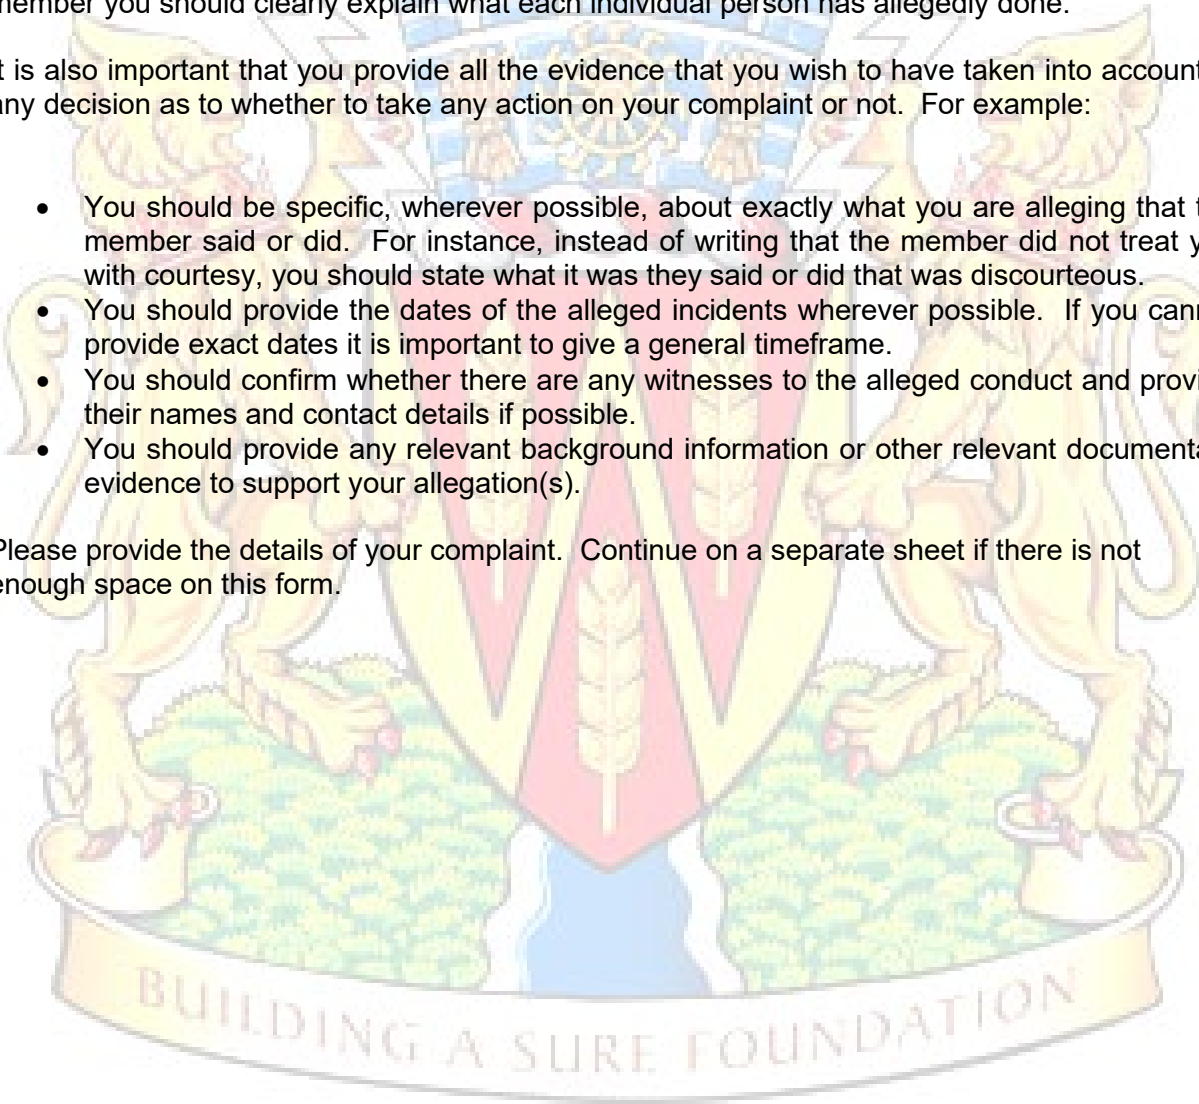 member you should clearly explain what each individual person has allegedly done.
t is also important that you provide all the evidence that you wish to have taken into account
any decision as to whether to take any action on your complaint or not. For example:
• You should be specific, wherever possible, about exactly what you are alleging that t
member said or did. For instance, instead of writing that the member did not treat y
with courtesy, you should state what it was they said or did that was discourteous.
• You should provide the dates of the alleged incidents wherever possible. If you cann
provide exact dates it is important to give a general timeframe.
• You should confirm whether there are any witnesses to the alleged conduct and provi
their names and contact details if possible.
• You should provide any relevant background information or other relevant documenta
evidence to support your allegation(s).
Please provide the details of your complaint. Continue on a separate sheet if there is not
enough space on this form.
BUILDING A SURE FOUNDATION